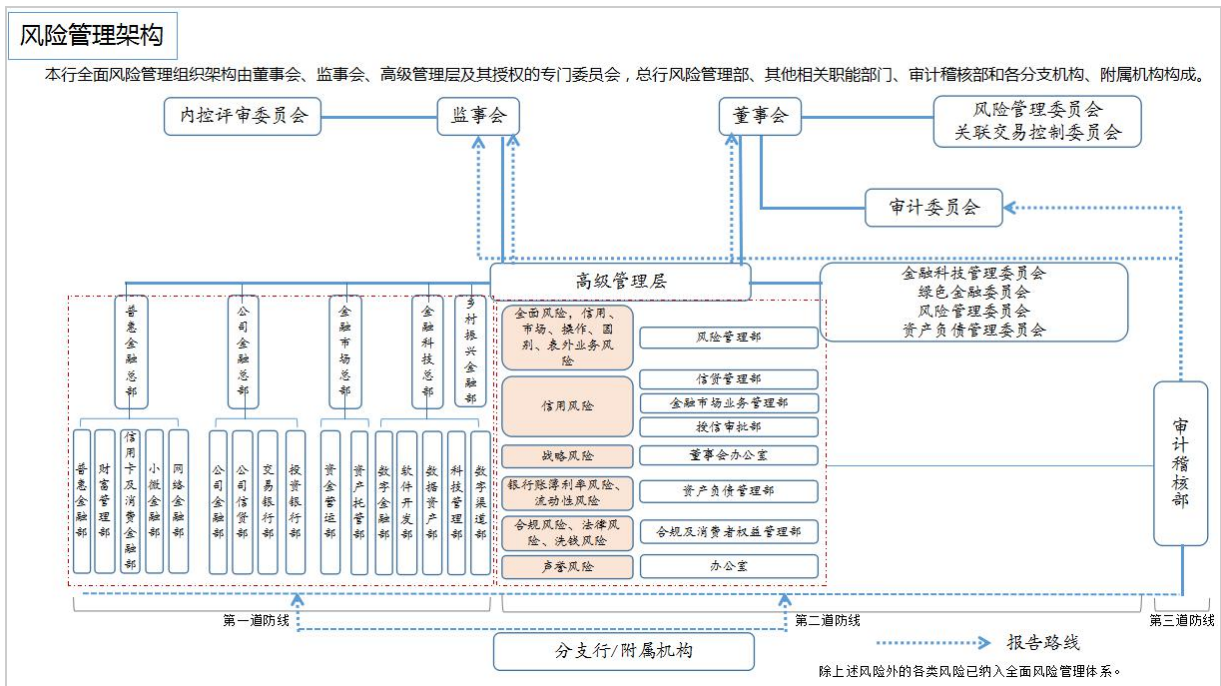 风险管理架构
本行全面风险管理组织架构由董事会、监事会、高级管理层及其授权的专门委员会，总行风险管理部、其他相关职能部门、审计稽核部和各分支机构、附属机构构成。
内控评审委员会
监事会
董事会
风险管理委员会
关联交易控制委员会
审计委员会
高级管理层
金融科技管理委员会
绿色金融委员会
风险管理委员会
资产负债管理委员会
普惠金融总部
公司金融总部
金融市场总部
金融科技总部
乡村振兴金融部
普惠金融部
财富管理部
信用卡及消费金融部
小微金融部
网络金融部
公司金融部
公司信贷部
交易银行部
投资银行部
资金营运部
资产托管部
数字金融部
软件开发部
数据资产部
科技管理部
数字渠道部
全面风险，信用、
市场、操作、国
别、表外业务风
险
风险管理部
信用风险
信贷管理部
金融市场业务管理部
授信审批部
战略风险
董事会办公室
银行账薄利率风险、
流动性风险
资产负债管理部
合规风险、法律风
险、洗钱风险
合规及消费者权益管理部
声誉风险
办公室
审计稽核部
第一道防线
第二道防线
第三道防线
分支行/附属机构
报告路线
除上述风险外的各类风险已纳入全面风险管理体系。